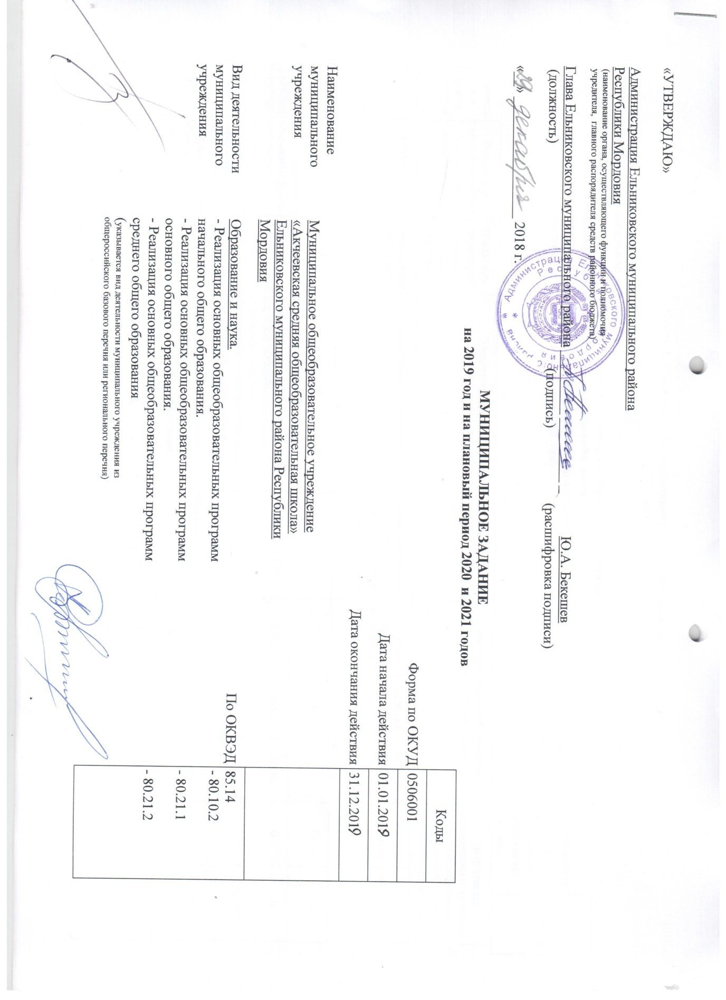 «УТВЕРЖДАЮ»
Администрация Ельниковского муниципального района
Республики Мордовия
(наименование органа, осуществляющего функции и полномочия
учредителя, главного распорядителя средств районного бюджета)
Глава Ельниковского муниципального района
Ю.А. Бекешев
(должность)
(подпись)
(расшифровка подписи)
«29» декабря 2018 г.
МУНИЦИПАЛЬНОЕ ЗАДАНИЕ
на 2019 год и на плановый период 2020 и 2021 годов
Коды
Форма по ОКУД 0506001
Дата начала действия 01.01.2019
Дата окончания действия 31.12.2019
Наименование
муниципального
учреждения
Муниципальное общеобразовательное учреждение
«Акчеевская средняя общеобразовательная школа»
Ельниковского муниципального района Республики
Мордовия
Вид деятельности
муниципального
учреждения
Образование и наука.
- Реализация основных общеобразовательных программ
начального общего образования.
- Реализация основных общеобразовательных программ
основного общего образования.
- Реализация основных общеобразовательных программ
среднего общего образования
(указывается вид деятельности муниципального учреждения из
общероссийского базового перечня или регионального перечня)
По ОКВЭД 85.14
- 80.10.2
- 80.21.1
- 80.21.2